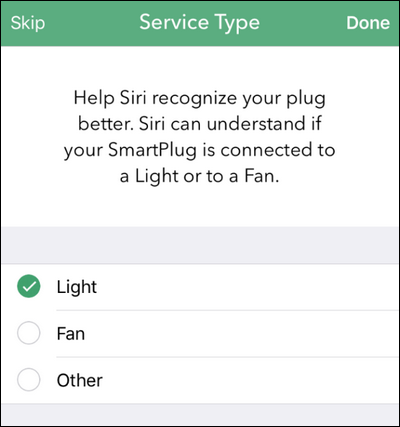 Skip Service Type Done
Help Siri recognize your plug
better. Siri can understand if
your SmartPlug is connected to
a Light or to a Fan.
Light
Fan
Other